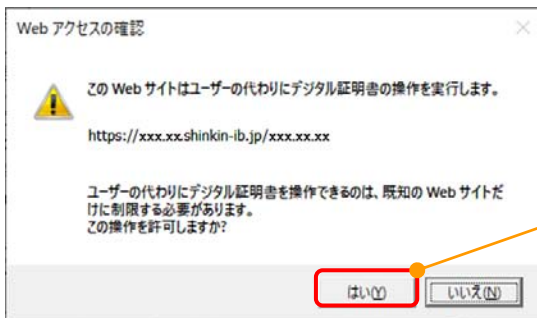 Web アクセスの確認
この Web サイトはユーザーの代わりにデジタル証明書の操作を実行します。
https://xxx.xx.shinkin-ib.jp/xxx.xx.xx
ユーザーの代わりにデジタル証明書を操作できるのは、既知の Web サイトだ
けに制限する必要があります。
この操作を許可しますか?
はい(Y)
いいえ(N)